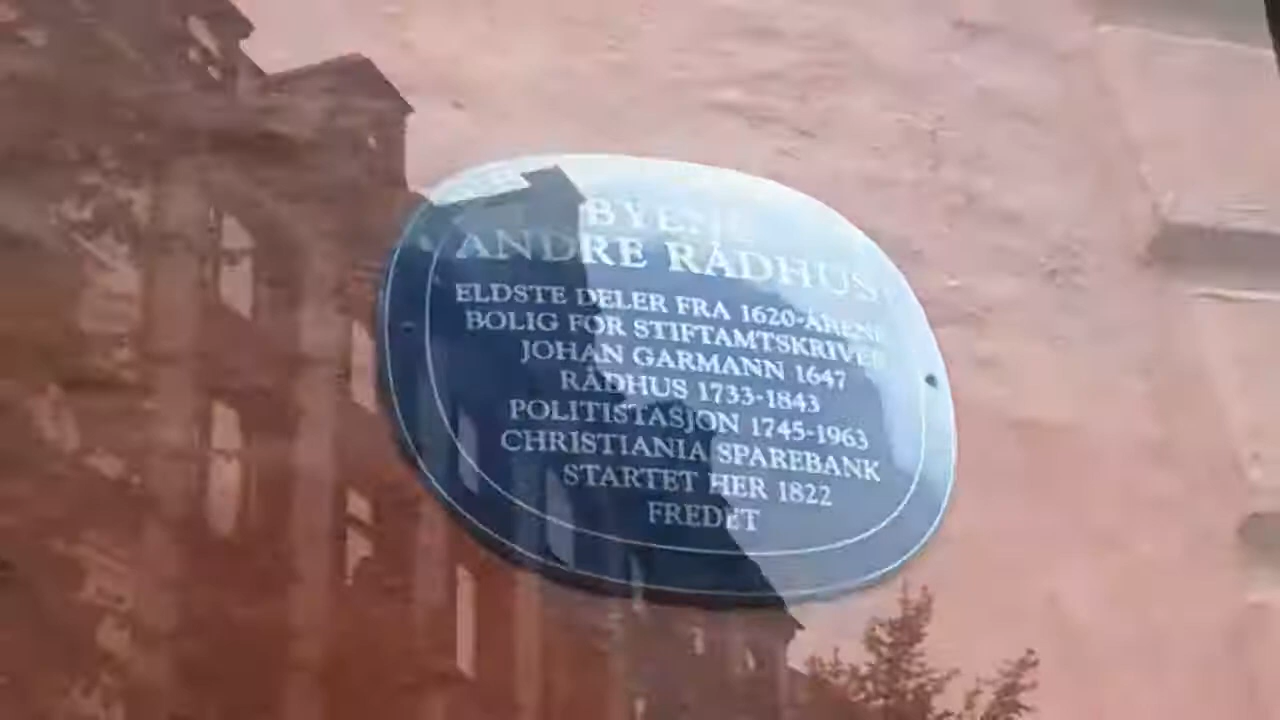 BYENS
ANDRE RÅDHUS
ELDSTE DELER FRA 1620-ÅRENE
BOLIG FOR STIFTAMTSKRIVER
JOHAN GARMANN 1647
RÅDHUS 1733-1843
POLITISTASJON 1745-1963
CHRISTIANIA SPAREBANK
STARTET HER 1822
FREDET